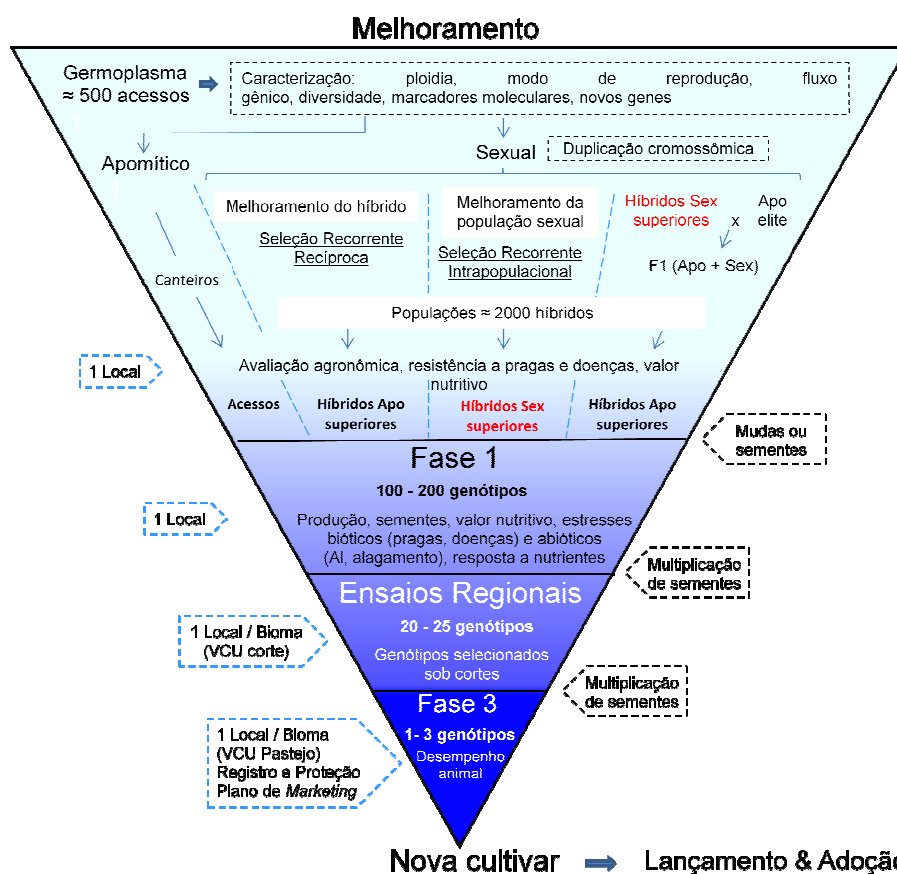 Melhoramento
Germoplasma
≈ 500 acessos
Caracterização: ploidia, modo de reprodução, fluxo
gênico, diversidade, marcadores moleculares, novos genes
1
Apomítico
1
Sexual
Duplicação cromossômica
Melhoramento do híbrido
Seleção Recorrente
Recíproca
Melhoramento da
população sexual
Seleção Recorrente
Intrapopulacional
Híbridos Sex
superiores
x
Apo
elite
F1 (Apo + Sex)
Canteiros
Populações ≈ 2000 híbridos
1 Local
Avaliação agronômica, resistência a pragas e doenças, valor
nutritivo
Acessos
Híbridos Apo
superiores
Híbridos Sex
superiores
Híbridos Apo
superiores
Mudas ou
sementes
Fase 1
100 - 200 genótipos
1 Local
Produção, sementes, valor nutritivo, estresses
bióticos (pragas, doenças) e abióticos
(Al, alagamento), resposta a nutrientes
Multiplicação
de sementes
Ensaios Regionais
20 - 25 genótipos
1 Local / Bioma
(VCU corte)
Genótipos selecionados
sob cortes
Multiplicação
de sementes
Fase 3
1- 3 genótipos
Desempenho
animal
1 Local / Bioma
(VCU Pastejo)
Registro e Proteção
Plano de Marketing
Nova cultivar
Lançamento & Adoção